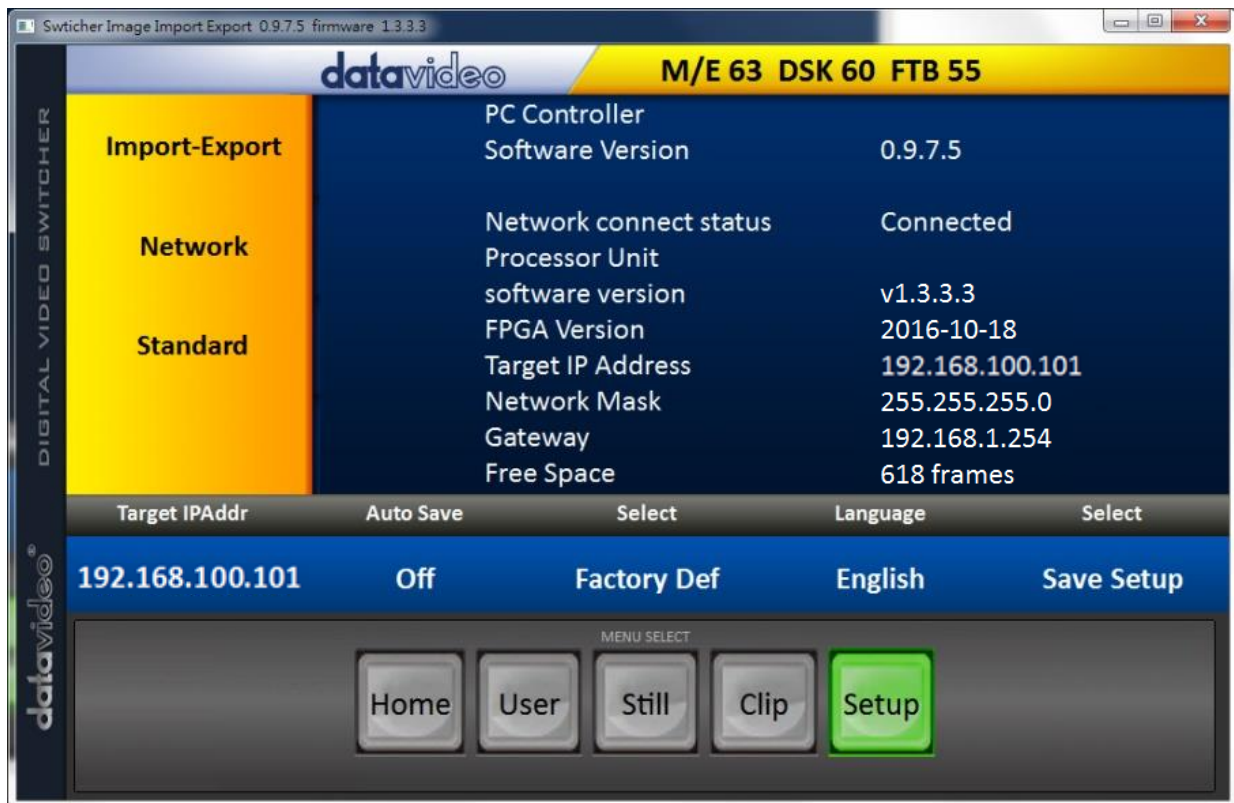 Swticher Image Import Export 0.9.7.5 firmware 1.3.3.3
datavideo M/E 63 DSK 60 FTB 55
DIGITAL VIDEO SWITCHER
datavideo®
Import-Export
Network
Standard
PC Controller
Software Version 0.9.7.5
Network connect status Connected
Processor Unit
software version v1.3.3.3
FPGA Version 2016-10-18
Target IP Address 192.168.100.101
Network Mask 255.255.255.0
Gateway 192.168.1.254
Free Space 618 frames
Target IPAddr Auto Save Select Language Select
192.168.100.101 Off Factory Def English Save Setup
MENU SELECT
Home User Still Clip Setup